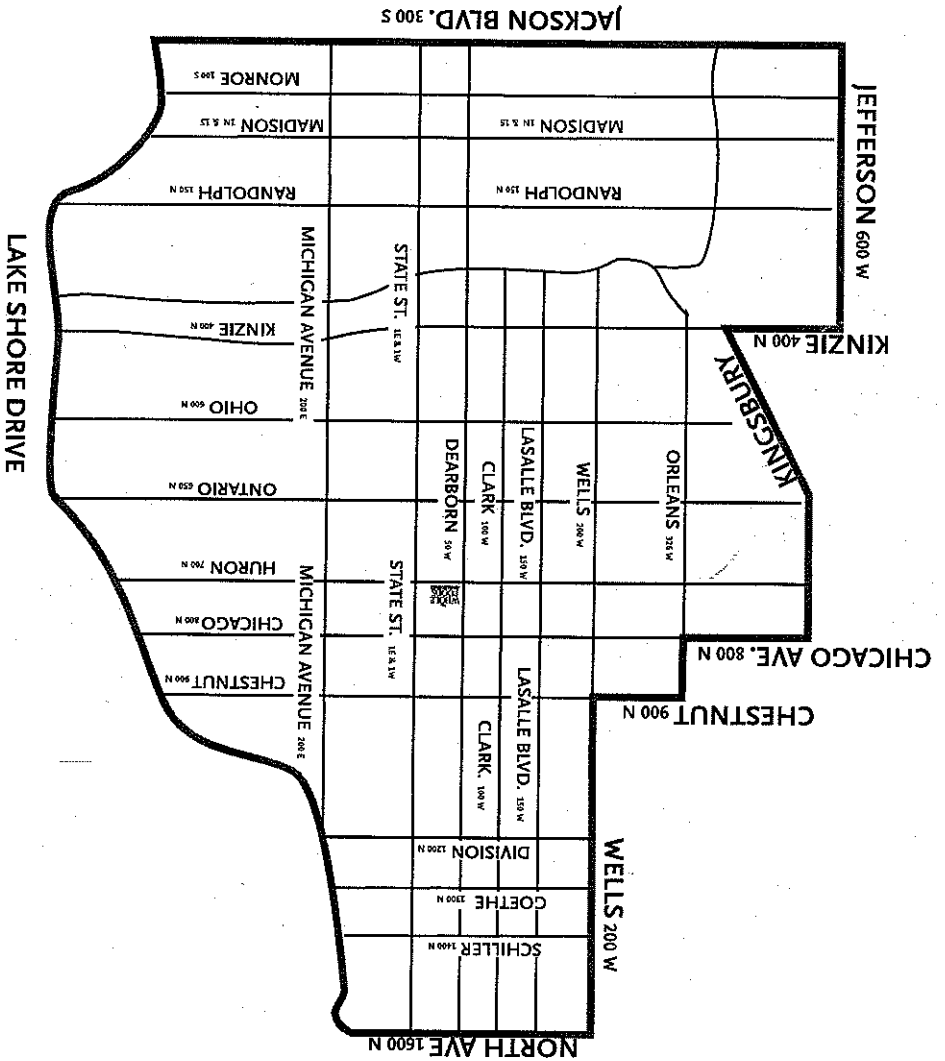 NORTH AVE 1600 N
SCHILLER 1400 N
GOETHE 1300 N
DIVISION 1200 N
WELLS 200 W
LASALLE BLVD. 150 W
CLARK. 100 W
CHESTNUT 900 N
CHICAGO AVE. 800 N
CHESTNUT 900 N
CHICAGO 800 N
HURON 700 N
STATE ST. 1E & 1W
MICHIGAN AVENUE 200 E
KINGSBURY
ORLEANS 326 W
WELLS 200 W
LASALLE BLVD. 150 W
CLARK 100 W
DEARBORN 50 W
ONTARIO 650 N
OHIO 600 N
LAKE SHORE DRIVE
KINZIE 400 N
KINZIE 400 N
STATE ST. 1E & 1W
MICHIGAN AVENUE 200 E
JEFFERSON 600 W
RANDOLPH 150 N
RANDOLPH 150 N
MADISON 1N & 1S
MADISON 1N & 1S
MONROE 100 S
JACKSON BLVD. 300 S